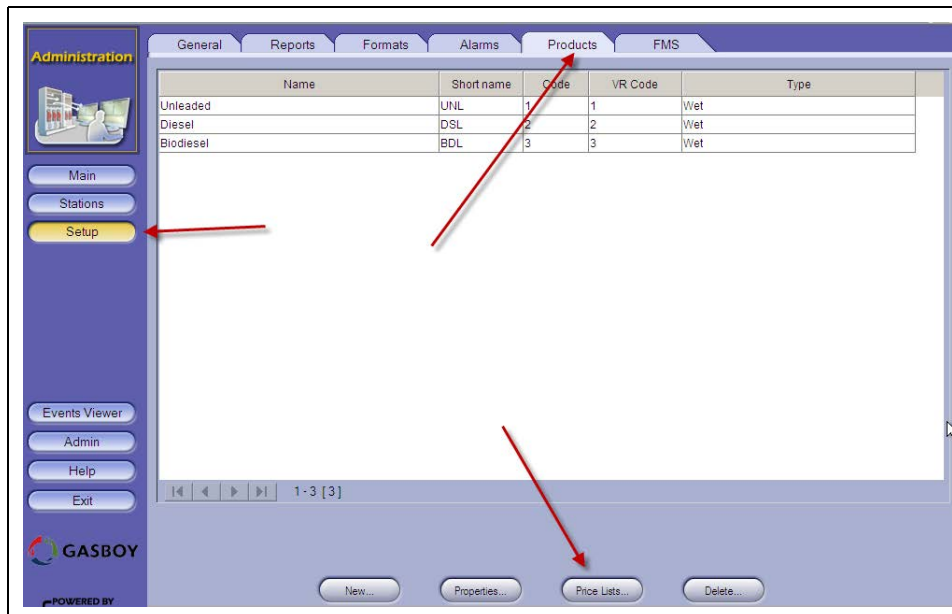 Administration
General Reports Formats Alarms Products FMS
Name Short name Code VR Code Type
Unleaded UNL 1 1 Wet
Diesel DSL 2 2 Wet
Biodiesel BDL 3 3 Wet
Main
Stations
Setup
Events Viewer
Admin
Help
Exit
1 - 3 [3]
GASBOY
New... Properties... Price Lists... Delete...
POWERED BY